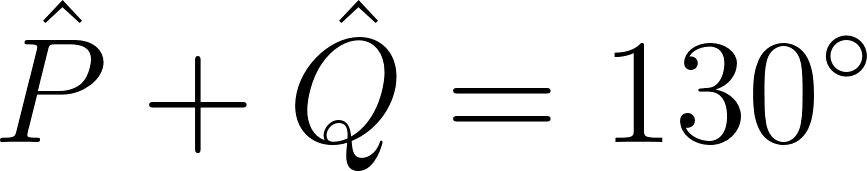 P̂ + Q̂ = 130°